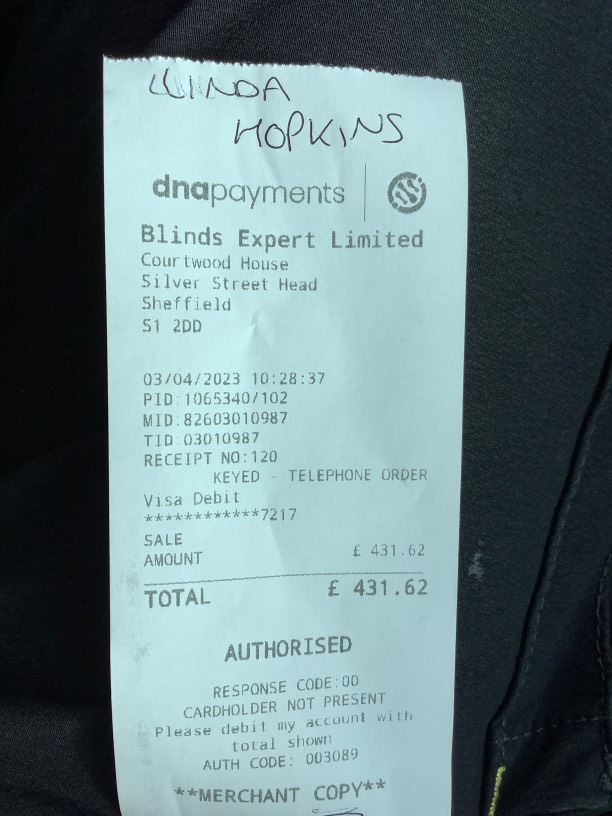 HOPKINS
dnapayments
Blinds Expert Limited
Courtwood House
Silver Street Head
Sheffield
S1 2DD
03/04/2023 10:28:37
PID:1065340/102
MID:82603010987
TID:03010987
RECEIPT NO:120
KEYED - TELEPHONE ORDER
Visa Debit
************7217
SALE
AMOUNT £ 431.62
TOTAL £ 431.62
AUTHORISED
RESPONSE CODE:00
CARDHOLDER NOT PRESENT
Please debit my account with
total shown
AUTH CODE: 003089
**MERCHANT COPY**